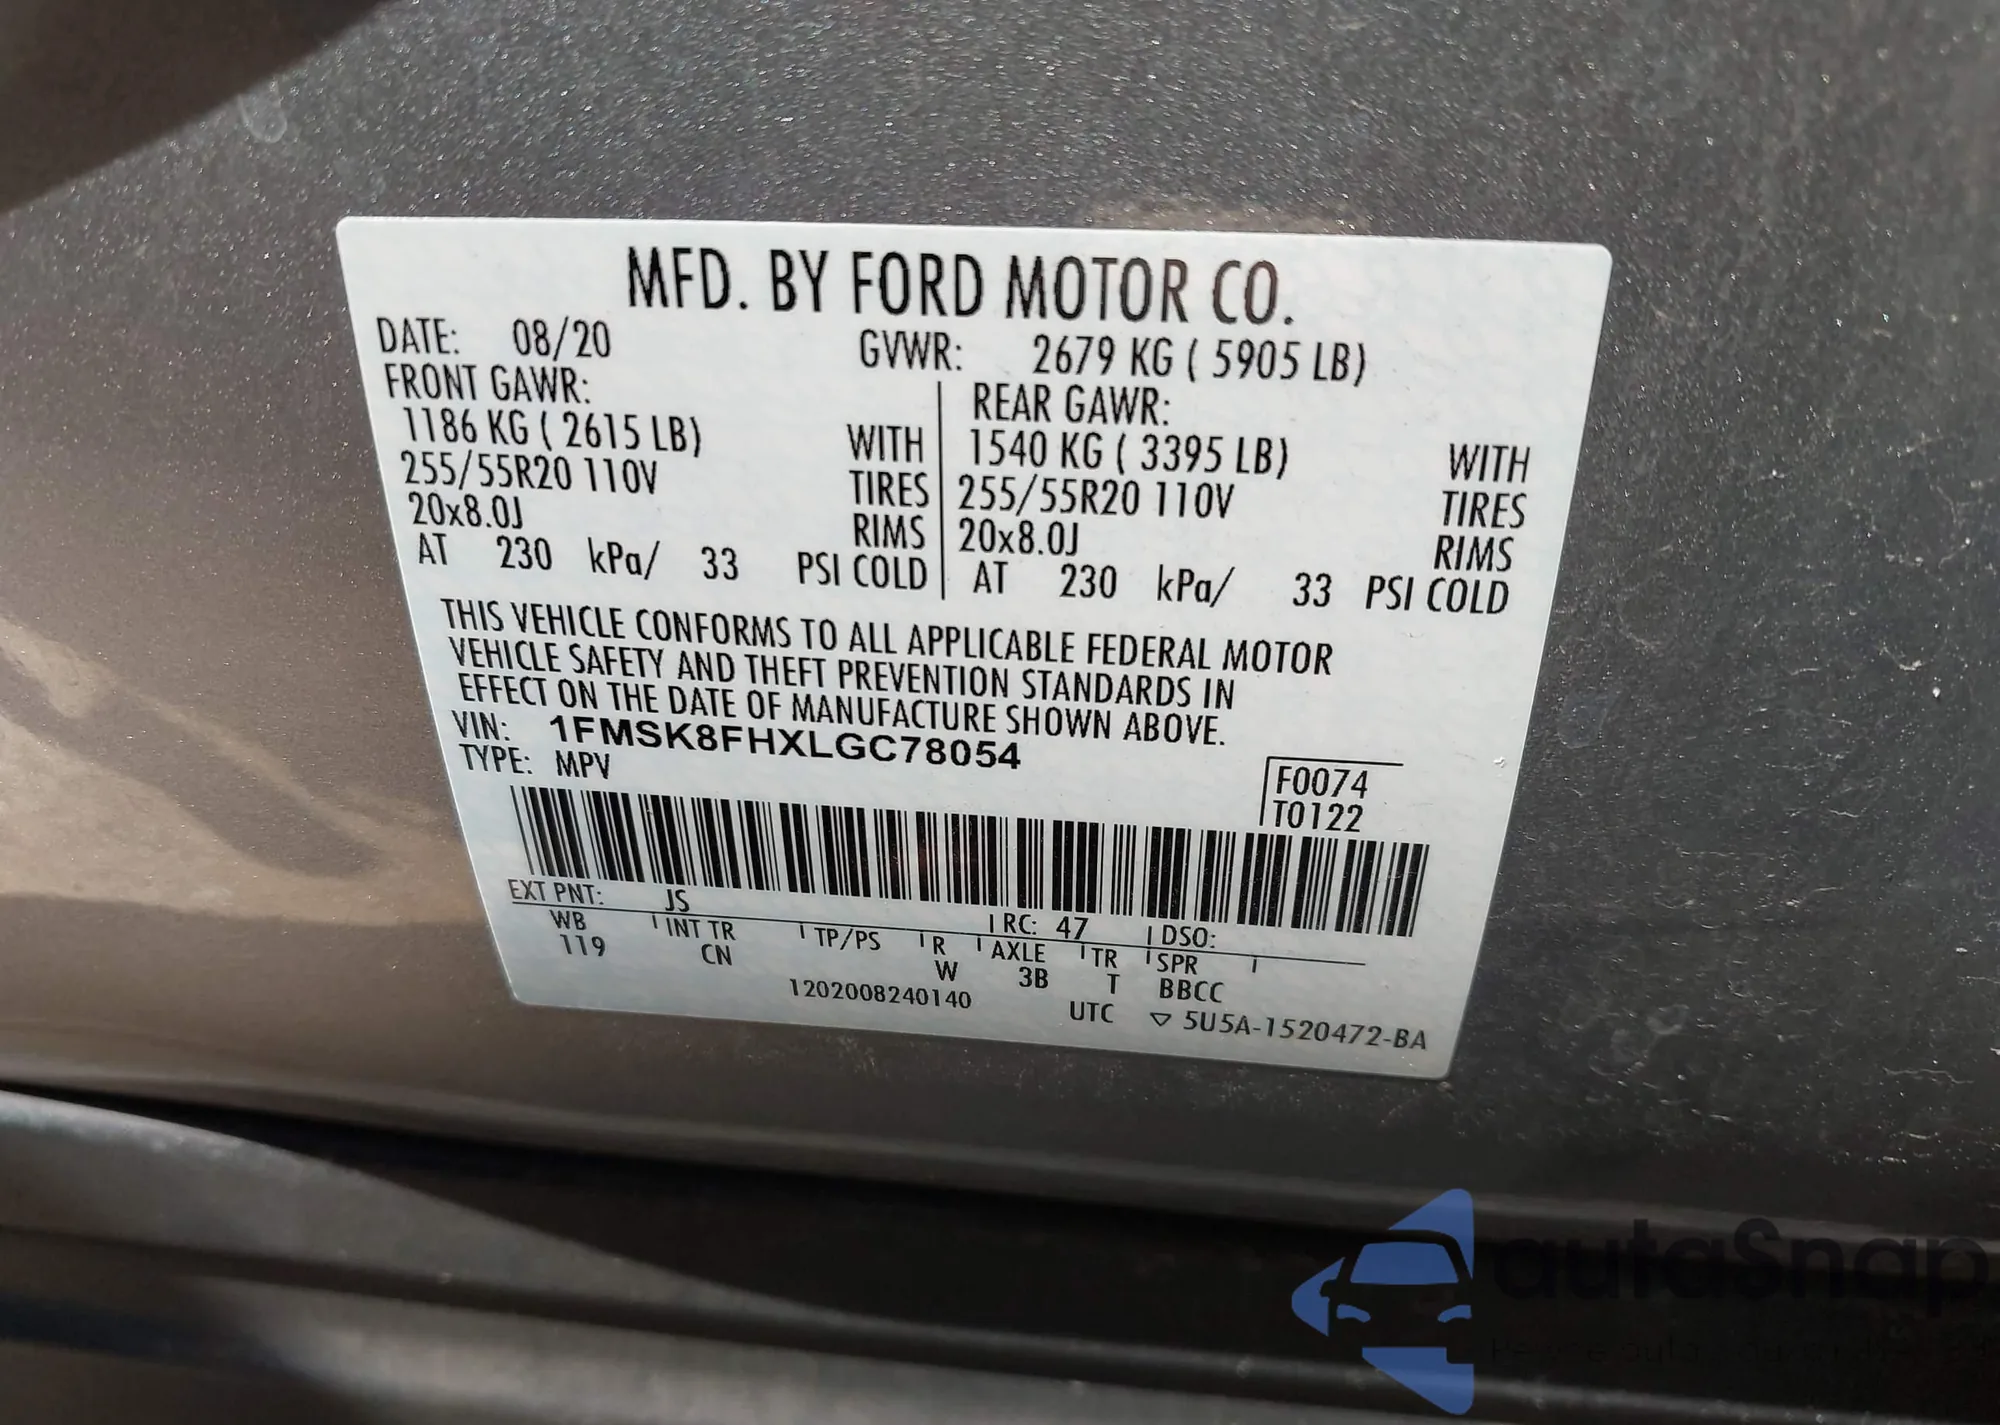 MFD. BY FORD MOTOR CO.
DATE: 08/20 GVWR: 2679 KG ( 5905 LB)
FRONT GAWR: REAR GAWR:
1186 KG ( 2615 LB) WITH 1540 KG ( 3395 LB) WITH
255/55R20 110V TIRES 255/55R20 110V TIRES
20x8.0J RIMS 20x8.0J RIMS
AT 230 kPa/ 33 PSI COLD AT 230 kPa/ 33 PSI COLD
THIS VEHICLE CONFORMS TO ALL APPLICABLE FEDERAL MOTOR
VEHICLE SAFETY AND THEFT PREVENTION STANDARDS IN
EFFECT ON THE DATE OF MANUFACTURE SHOWN ABOVE.
VIN: 1FMSK8FHXLGC78054
TYPE: MPV
F0074
T0122
EXT PNT: JS RC: 47 DSO:
WB INT TR TP/PS R AXLE TR SPR
119 CN W 3B T BBCC
1202008240140 UTC ▽ 5U5A-1520472-BA
autoSnap